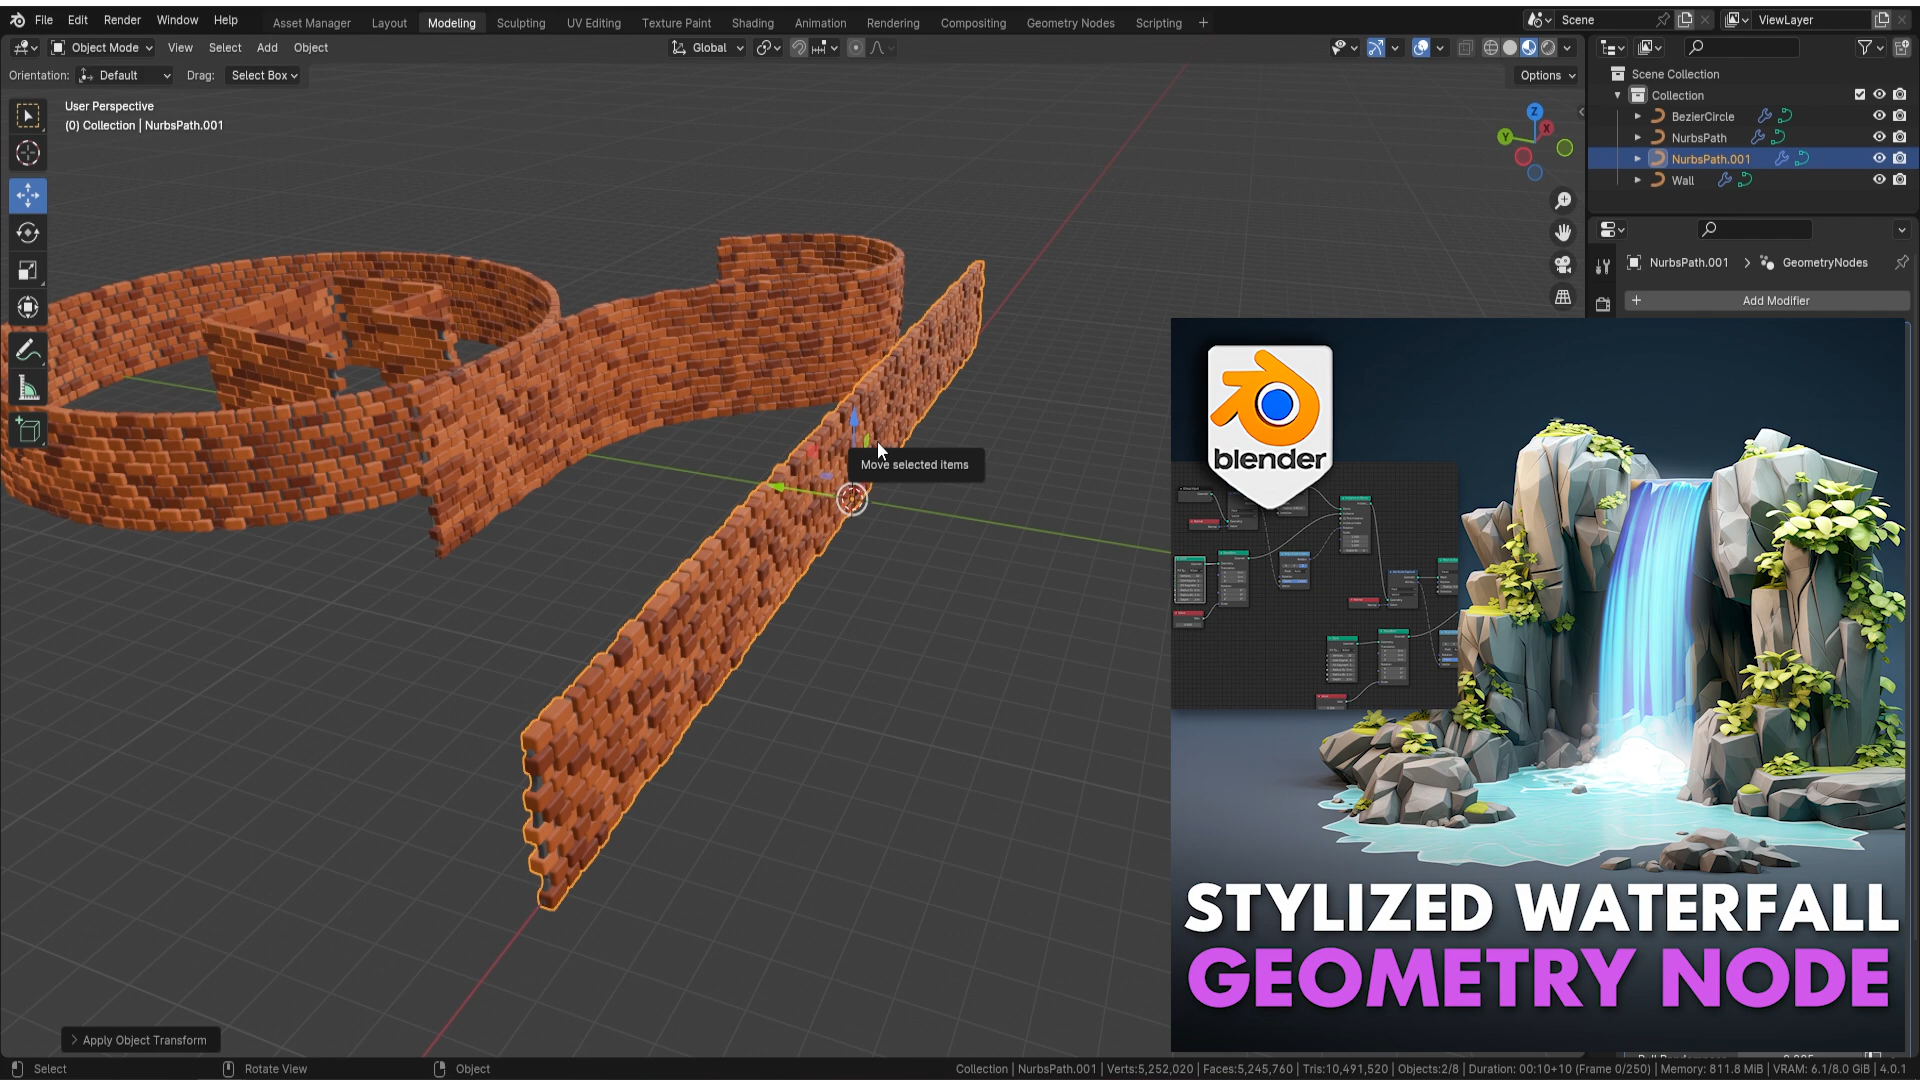 File Edit Render Window Help
Asset Manager Layout Modeling Sculpting UV Editing Texture Paint Shading Animation Rendering Compositing Geometry Nodes Scripting +
Scene
ViewLayer
Object Mode View Select Add Object
Global
Orientation: Default Drag: Select Box
Options
User Perspective
(0) Collection | NurbsPath.001
Z
X
Y
Scene Collection
Collection
BezierCircle
NurbsPath
NurbsPath.001
Wall
NurbsPath.001 > GeometryNodes
+ Add Modifier
Move selected items
blender
STYLIZED WATERFALL
GEOMETRY NODE
> Apply Object Transform
Select Rotate View Object
Collection | NurbsPath.001 | Verts:5,252,020 | Faces:5,245,760 | Tris:10,491,520 | Objects:2/8 | Duration: 00:10+10 (Frame 0/250) | Memory: 811.8 MiB | VRAM: 6.1/8.0 GiB | 4.0.1